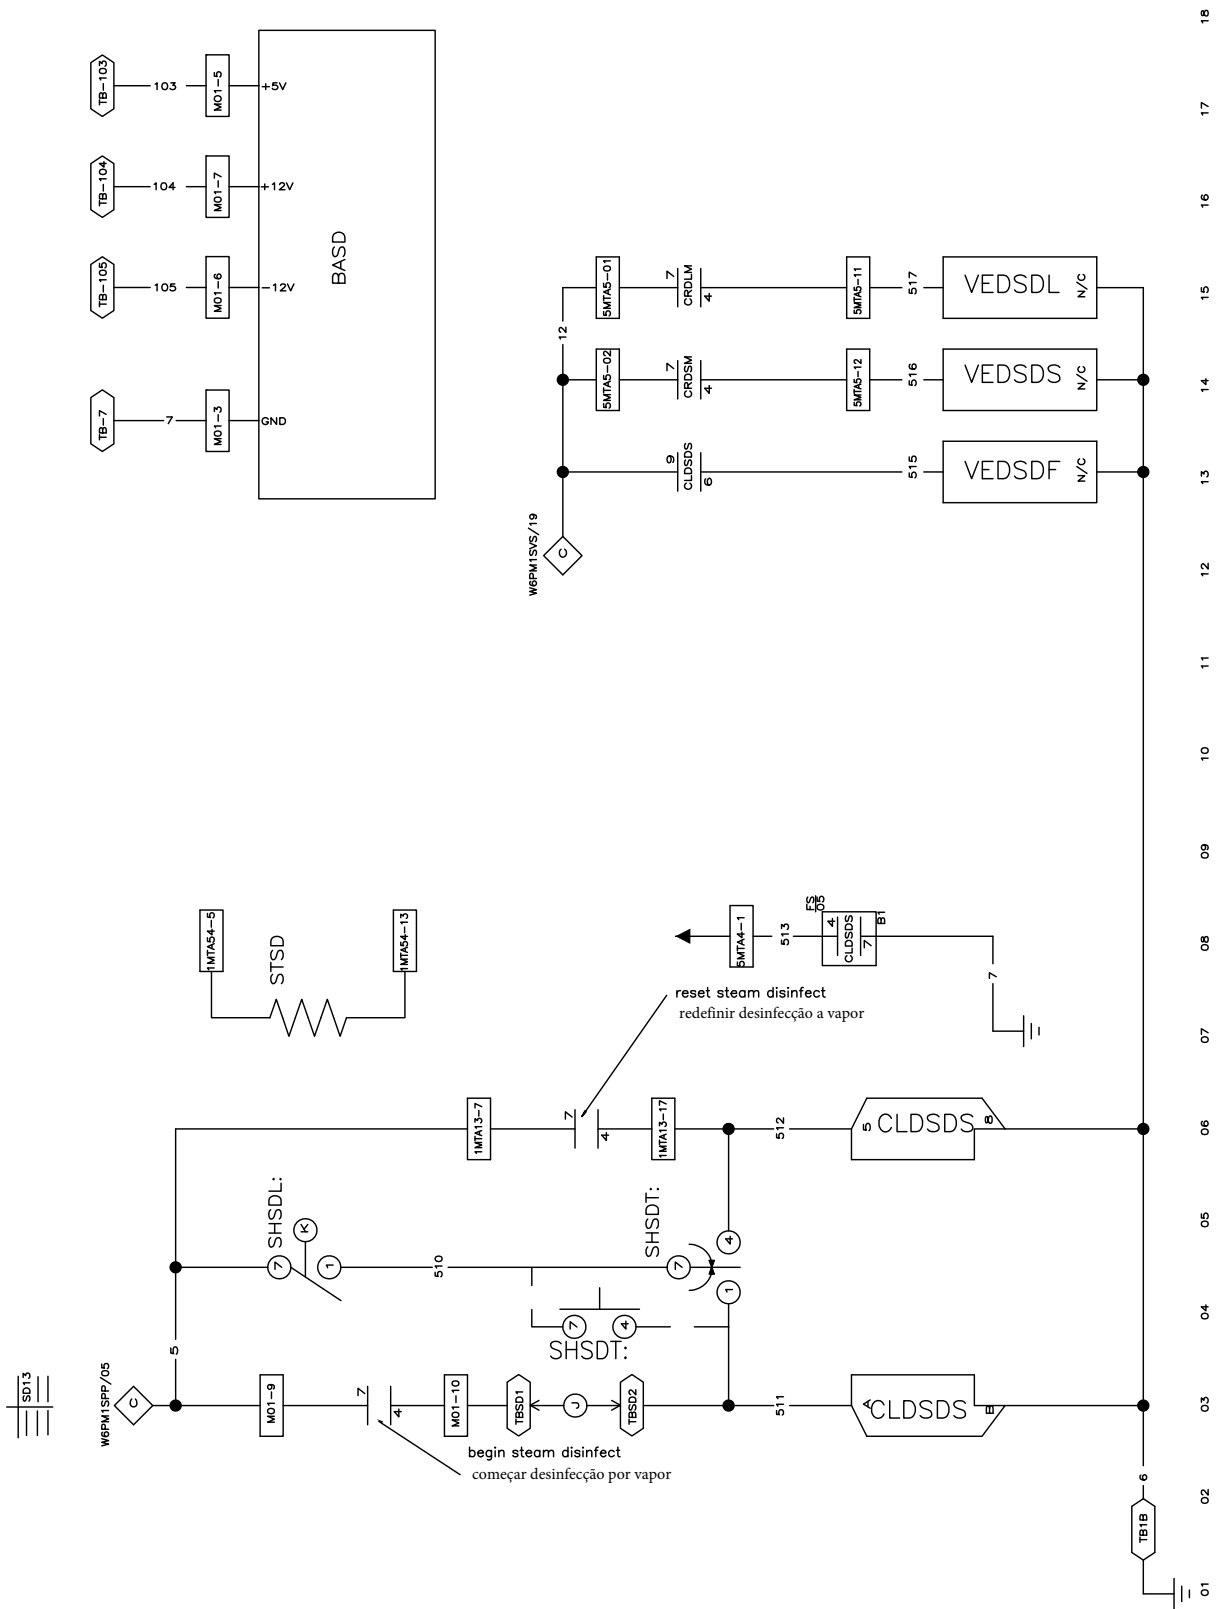 SD13
W6PM1SPP/05
C
5
M01-9
7
4
M01-10
TBSD1
J
TBSD2
511
A
CLDSDS
B
6
TB1B
begin steam disinfect
começar desinfecção por vapor
SHSDL:
7
K
1
510
SHSDT:
7
4
SHSDT:
7
1
4
1MTA13-7
7
4
1MTA13-17
512
5
CLDSDS
8
reset steam disinfect
redefinir desinfecção a vapor
1MTA54-5
STSD
1MTA54-13
5MTA4-1
513
FS
05
4
CLDSDS
7
B1
7
W6PM1SVS/19
C
12
9
CLDSDS
6
515
VEDSDF
N/C
5MTA5-02
7
CRDSM
4
5MTA5-12
516
VEDSDS
N/C
5MTA5-01
7
CRDLM
4
5MTA5-11
517
VEDSDL
N/C
TB-7
7
M01-3
GND
TB-105
105
M01-6
-12V
TB-104
104
M01-7
+12V
TB-103
103
M01-5
+5V
BASD
01
02
03
04
05
06
07
08
09
10
11
12
13
14
15
16
17
18